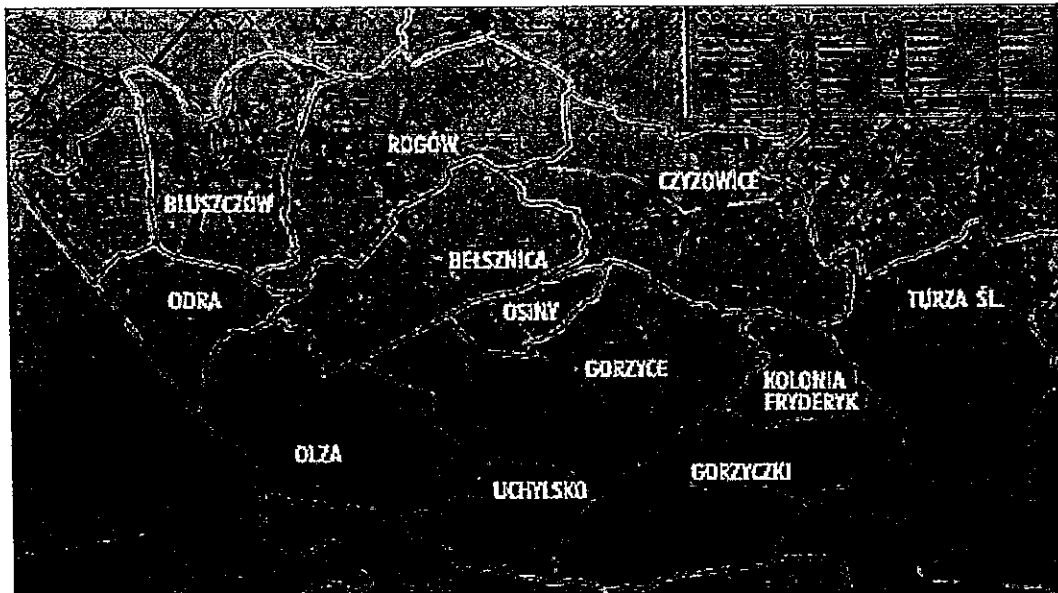 ROGÓW
CZYŻOWICE
BLUSZCZÓW
BEŁSZNICA
ODRA
OSINY
TURZA ŚL.
GORZYCE
KOLONIA
FRYDERYK
OLZA
UCHYLSKO
GORZYCZKI